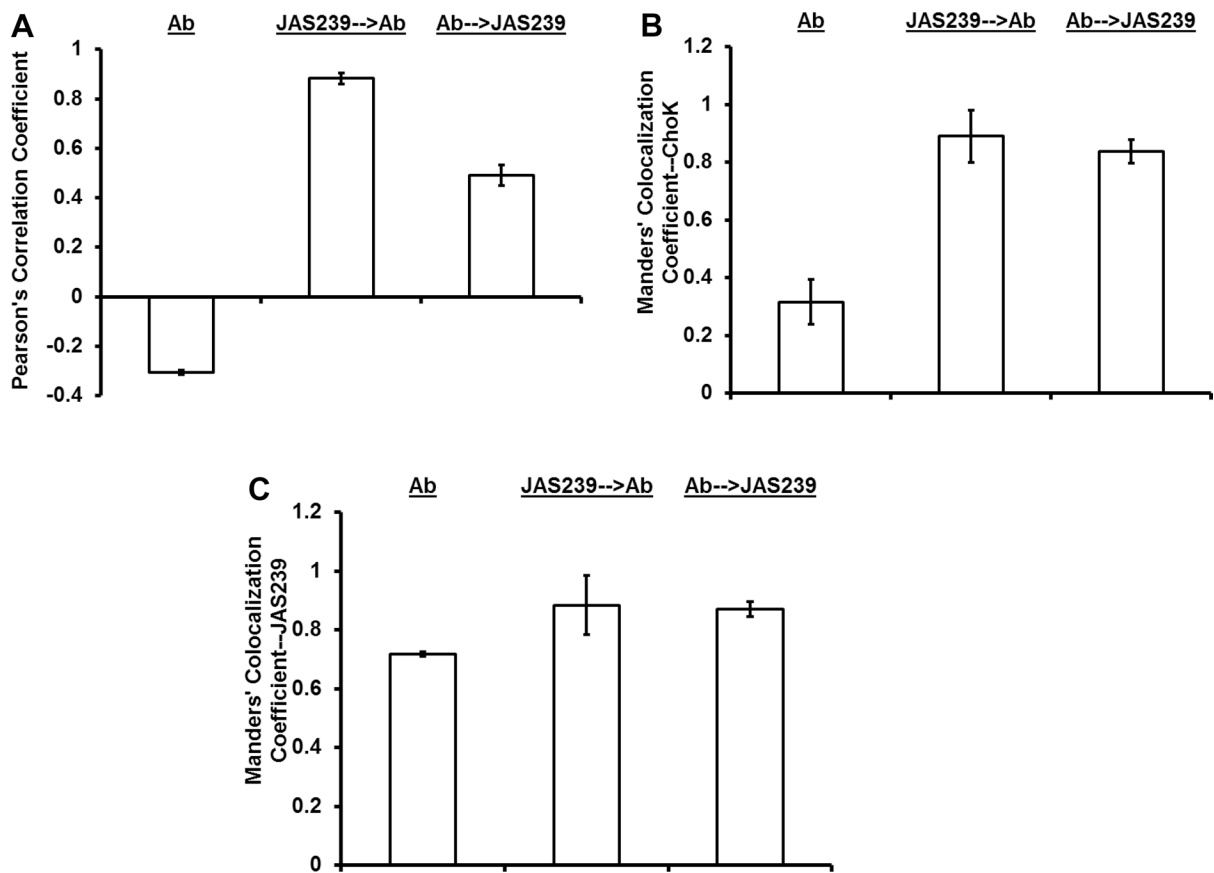 A
Ab
JAS239-->Ab
Ab-->JAS239
Pearson's Correlation Coefficient
1
0.8
0.6
0.4
0.2
0
-0.2
-0.4
B
Ab
JAS239-->Ab
Ab-->JAS239
Manders' Colocalization
Coefficient--ChoK
1.2
1
0.8
0.6
0.4
0.2
0
C
Ab
JAS239-->Ab
Ab-->JAS239
Manders' Colocalization
Coefficient--JAS239
1.2
1
0.8
0.6
0.4
0.2
0